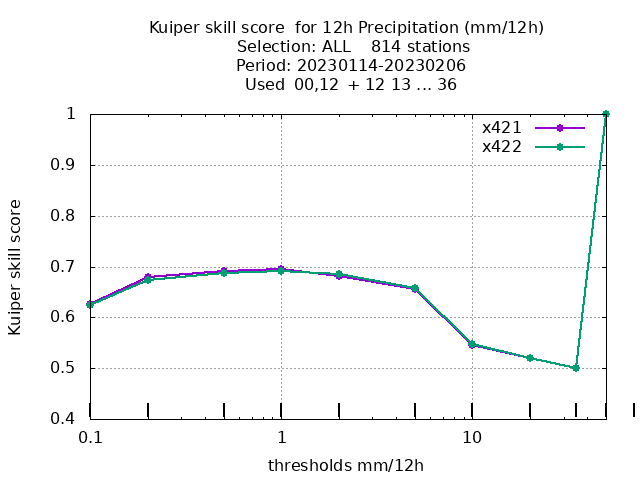 Kuiper skill score  for 12h Precipitation (mm/12h)
Selection: ALL    814 stations
Period: 20230114-20230206
Used  00,12  + 12 13 ... 36
x421
x422
1
0.9
0.8
0.7
0.6
0.5
0.4
Kuiper skill score
0.1 1 10
thresholds mm/12h